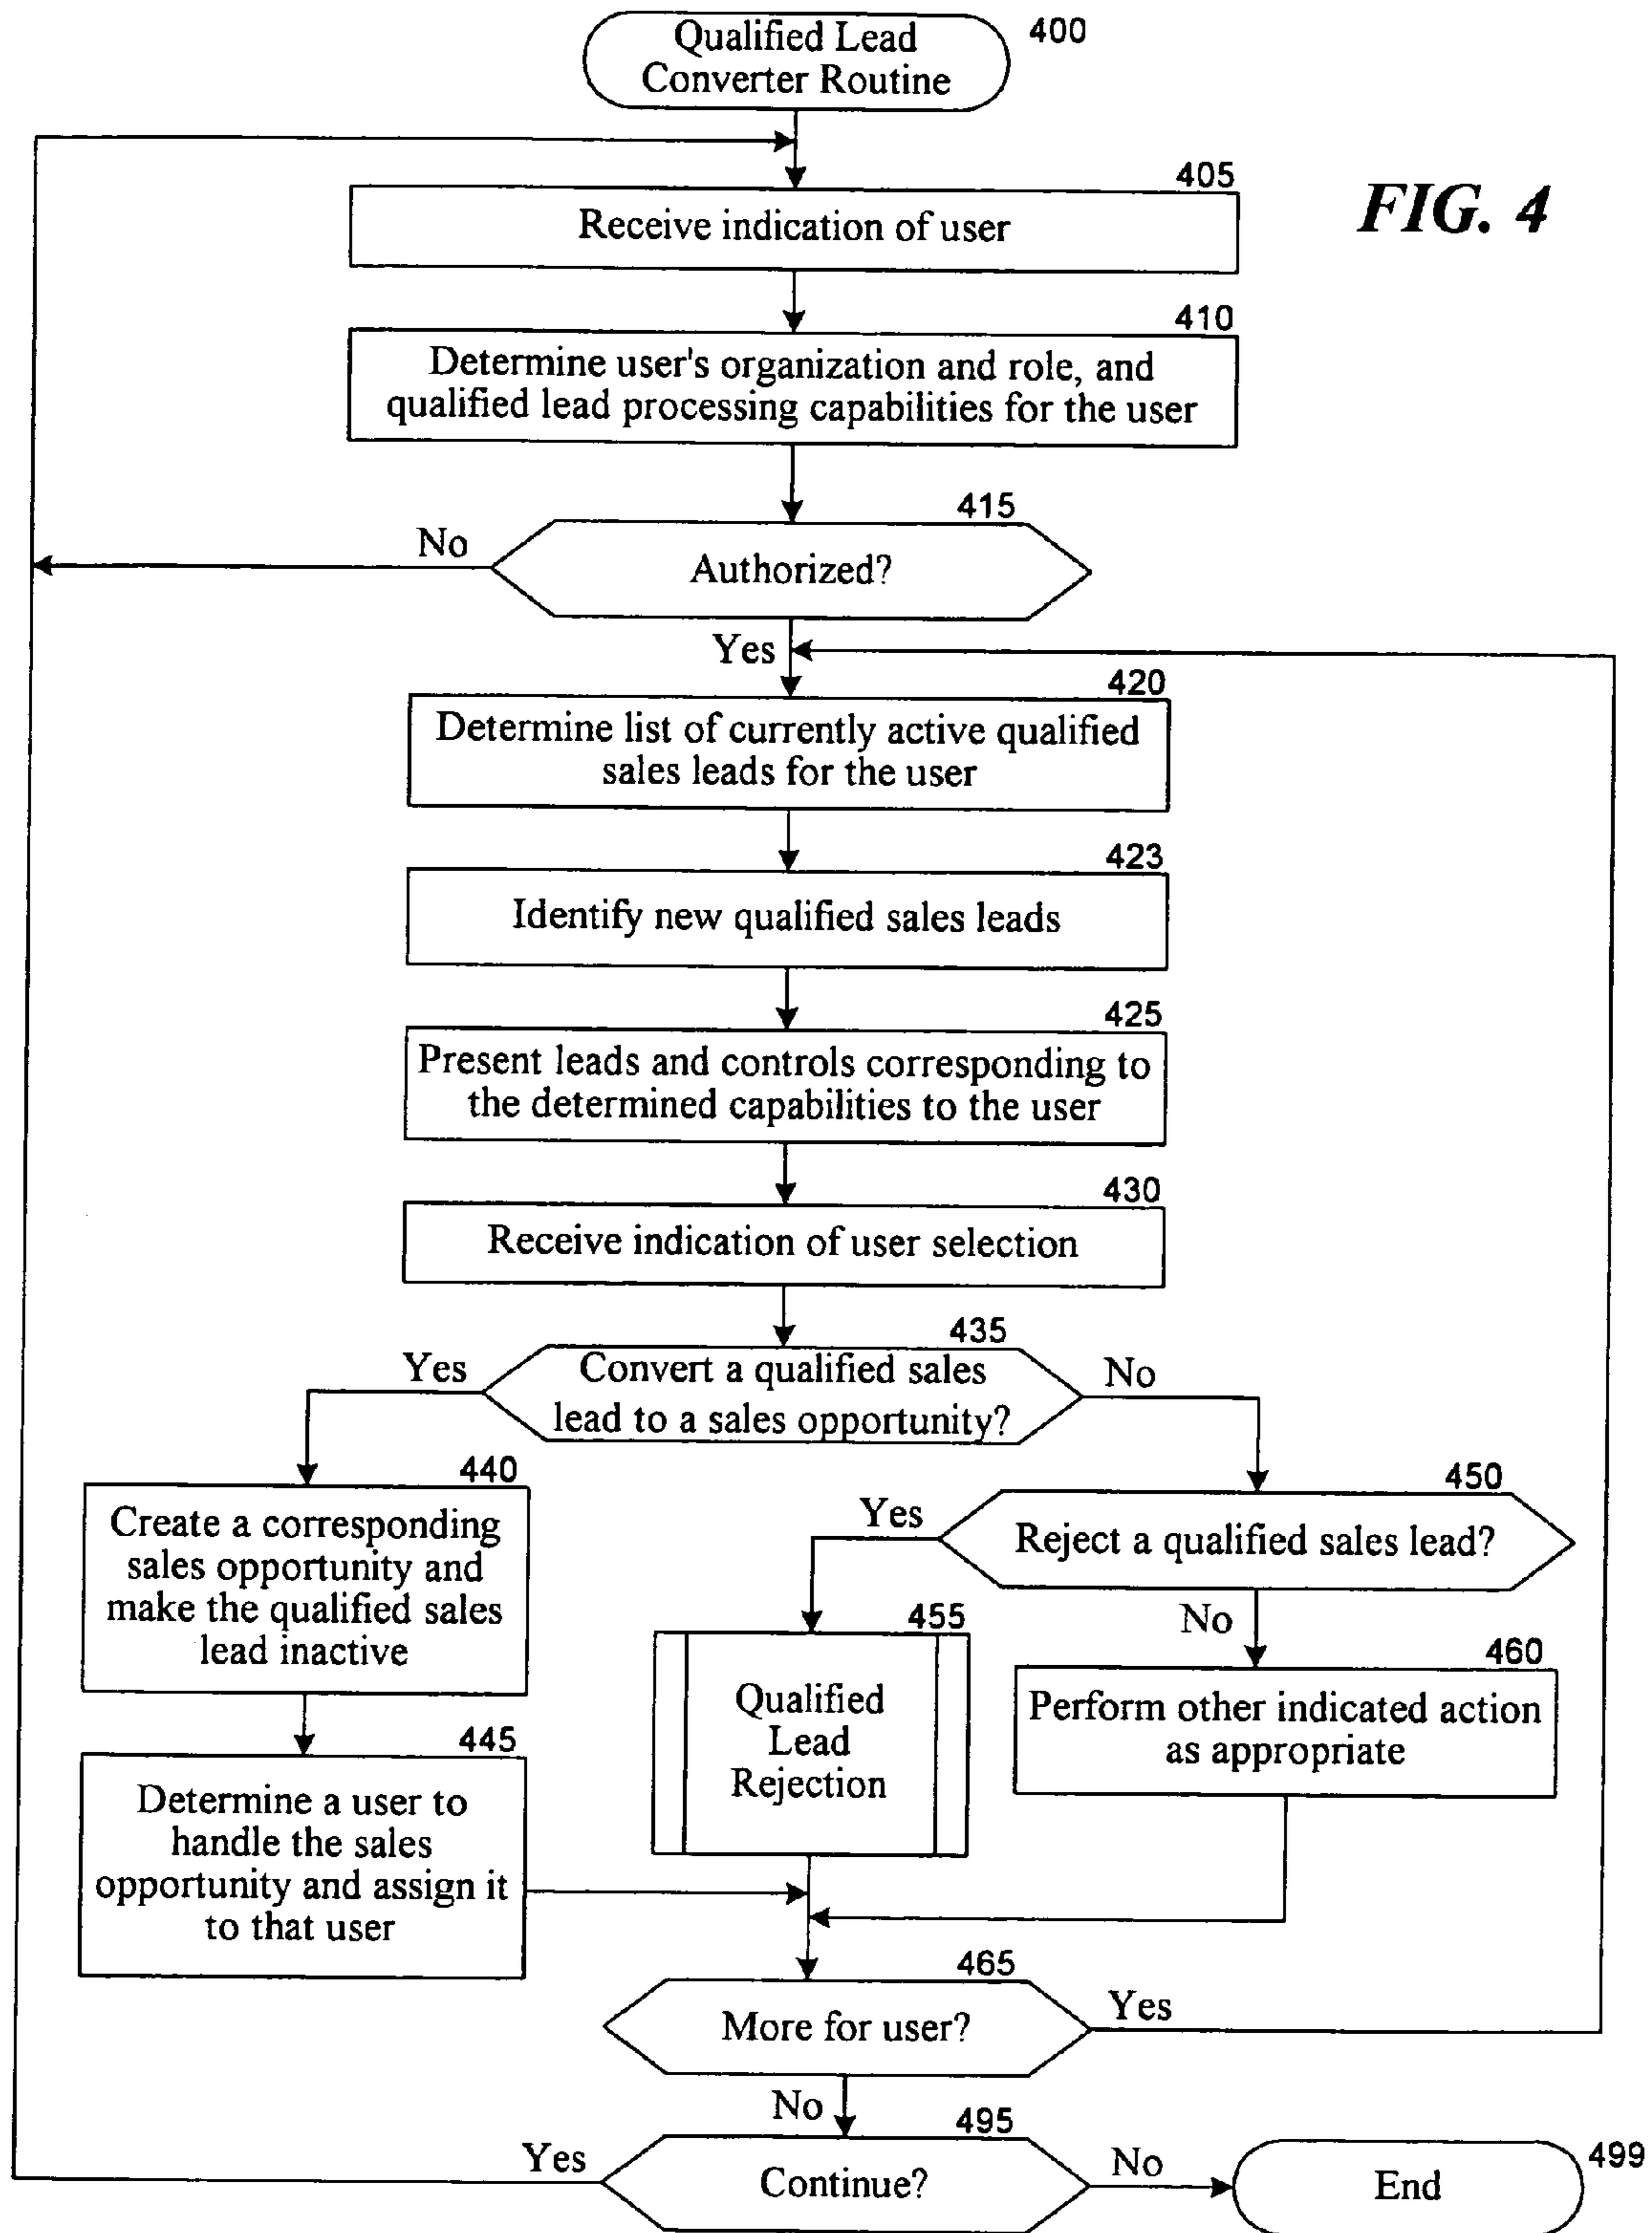 Qualified Lead
Converter Routine
400
FIG. 4
405
Receive indication of user
410
Determine user's organization and role, and
qualified lead processing capabilities for the user
415
No
Authorized?
Yes
420
Determine list of currently active qualified
sales leads for the user
423
Identify new qualified sales leads
425
Present leads and controls corresponding to
the determined capabilities to the user
430
Receive indication of user selection
435
Yes
Convert a qualified sales
lead to a sales opportunity?
No
440
Create a corresponding
sales opportunity and
make the qualified sales
lead inactive
450
Yes
Reject a qualified sales lead?
No
455
Qualified
Lead
Rejection
460
Perform other indicated action
as appropriate
445
Determine a user to
handle the sales
opportunity and assign it
to that user
465
More for user?
Yes
No
495
Yes
Continue?
No
End
499